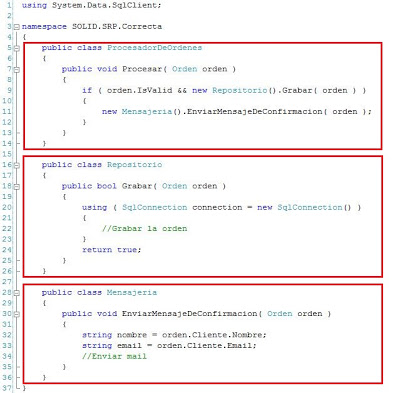 1 using System.Data.SqlClient;
2
3 namespace SOLID.SRP.Correcta
4 {
5 public class ProcesadorDeOrdenes
6 {
7 public void Procesar( Orden orden )
8 {
9 if ( orden.IsValid && new Repositorio().Grabar( orden ) )
10 {
11 new Mensajeria().EnviarMensajeDeConfirmacion( orden );
12 }
13 }
14 }
15
16 public class Repositorio
17 {
18 public bool Grabar( Orden orden )
19 {
20 using ( SqlConnection connection = new SqlConnection() )
21 {
22 //Grabar la orden
23 }
24 return true;
25 }
26 }
27
28 public class Mensajeria
29 {
30 public void EnviarMensajeDeConfirmacion( Orden orden )
31 {
32 string nombre = orden.Cliente.Nombre;
33 string email = orden.Cliente.Email;
34 //Enviar mail
35 }
36 }
37 }